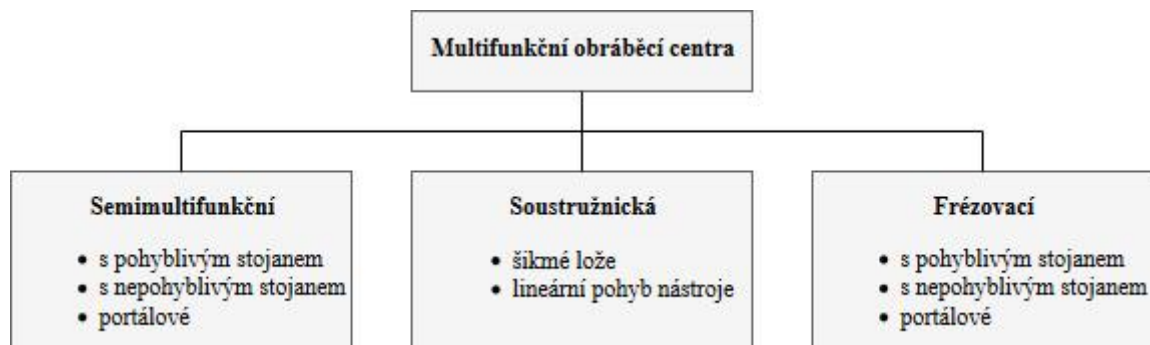 Multifunkční obráběcí centra
Semimultifunkční
• s pohyblivým stojanem
• s nepohyblivým stojanem
• portálové
Soustružnická
• šikmé lože
• lineární pohyb nástroje
Frézovací
• s pohyblivým stojanem
• s nepohyblivým stojanem
• portálové